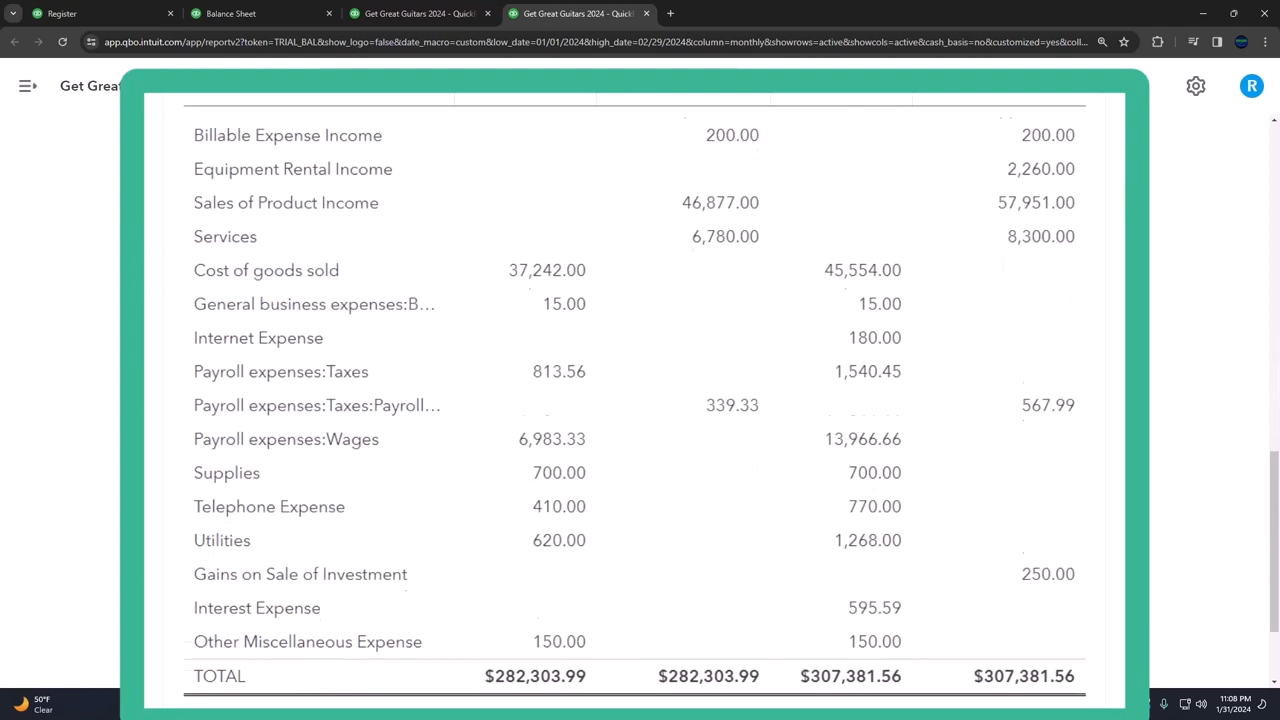 Register
Balance Sheet
Get Great Guitars 2024 - Quick
Get Great Guitars 2024 - Quick
app.qbo.intuit.com/app/reportv2?token=TRIAL_BAL&show_logo=false&date_macro=custom&low_date=01/01/2024&high_date=02/29/2024&column=monthly&showrows=active&showcols=active&cash_basis=no&customized=yes&coll...
Get Grea
R
Billable Expense Income 200.00 200.00
Equipment Rental Income 2,260.00
Sales of Product Income 46,877.00 57,951.00
Services 6,780.00 8,300.00
Cost of goods sold 37,242.00 45,554.00
General business expenses:B... 15.00 15.00
Internet Expense 180.00
Payroll expenses:Taxes 813.56 1,540.45
Payroll expenses:Taxes:Payroll... 339.33 567.99
Payroll expenses:Wages 6,983.33 13,966.66
Supplies 700.00 700.00
Telephone Expense 410.00 770.00
Utilities 620.00 1,268.00
Gains on Sale of Investment 250.00
Interest Expense 595.59
Other Miscellaneous Expense 150.00 150.00
TOTAL $282,303.99 $282,303.99 $307,381.56 $307,381.56
50°F
Clear
11:08 PM
1/31/2024